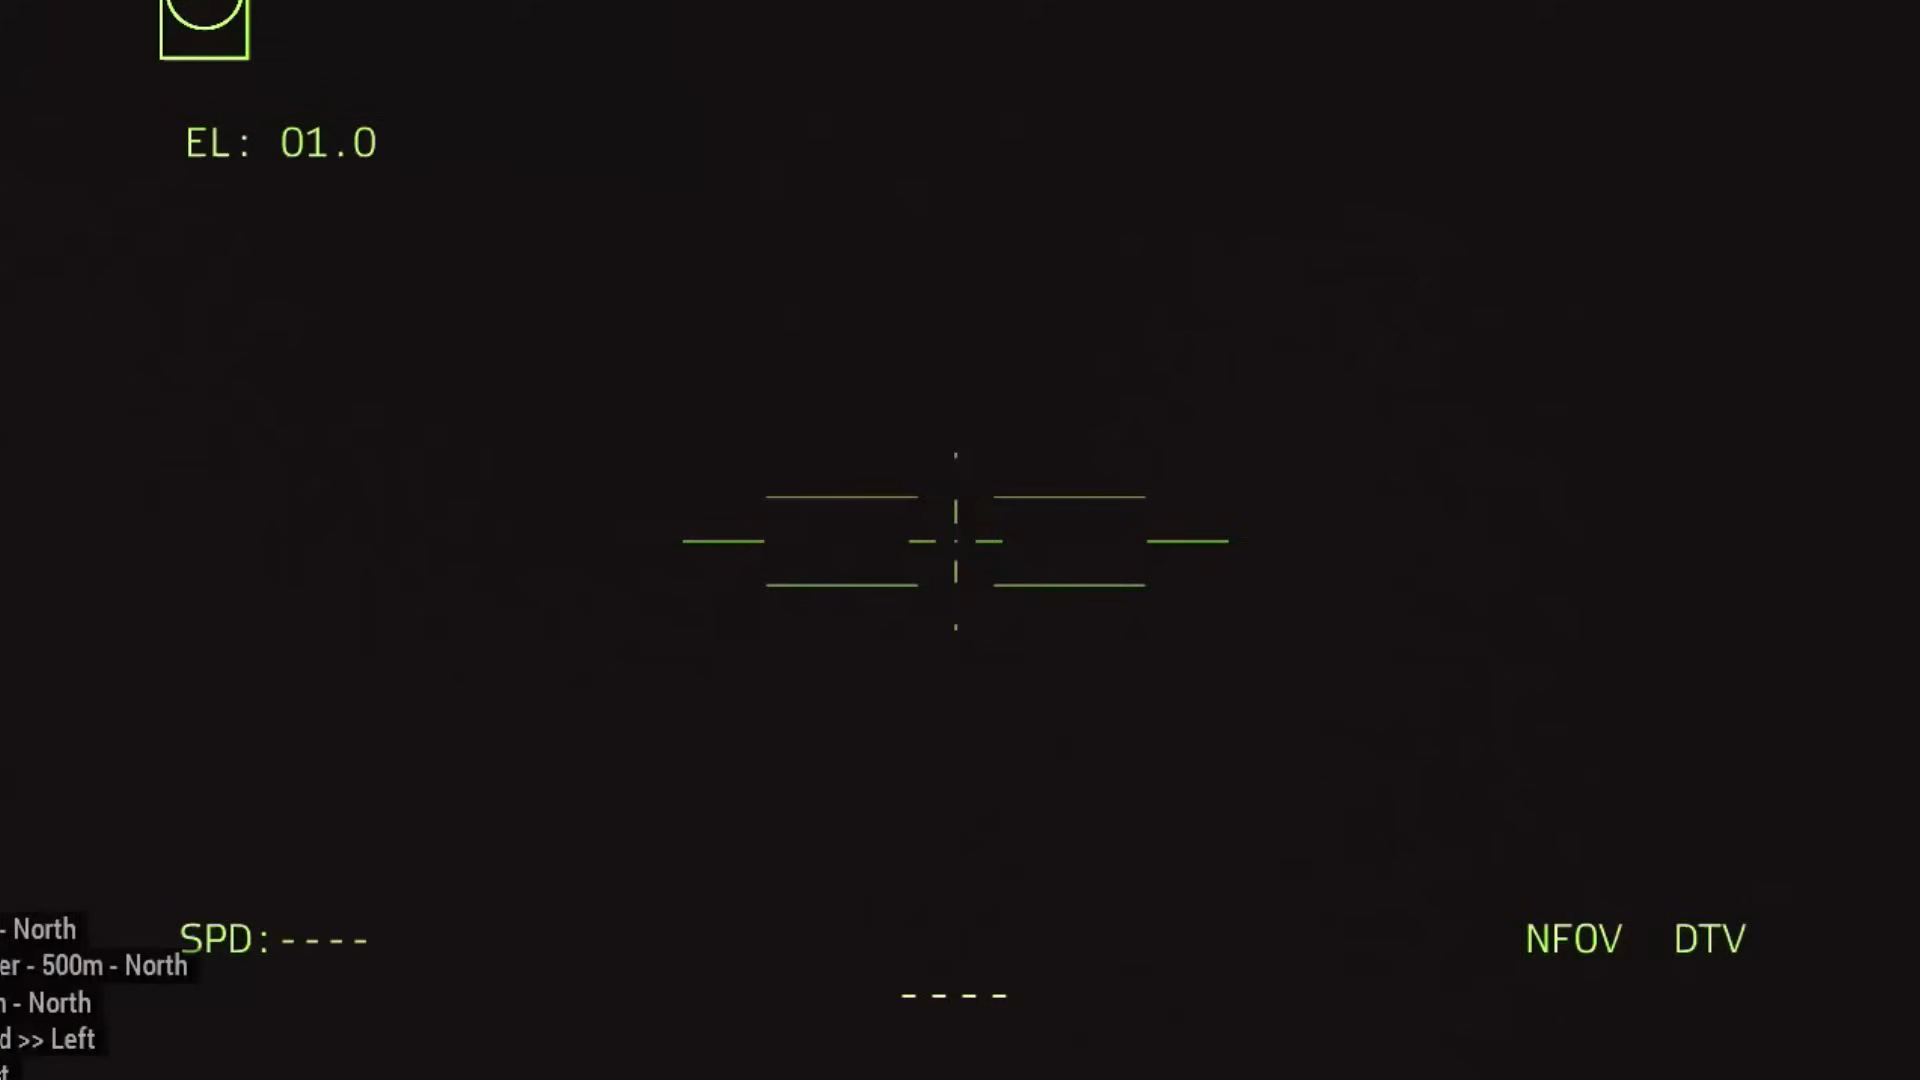 EL: 01.0
- North
SPD:----
NFOV DTV
er - 500m - North
----
- North
d >> Left